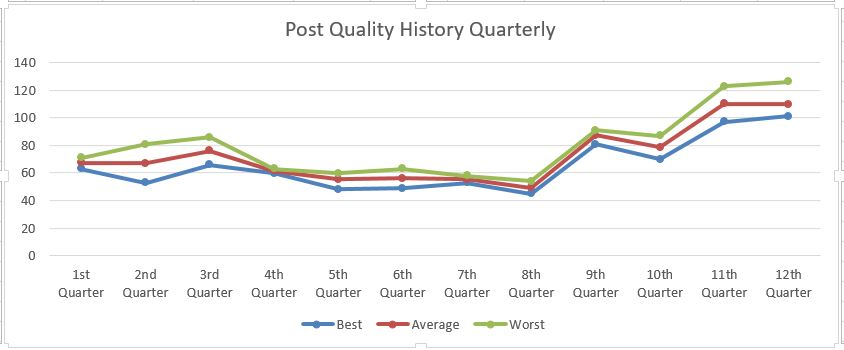 Post Quality History Quarterly
140
120
100
80
60
40
20
0
1st 2nd 3rd 4th 5th 6th 7th 8th 9th 10th 11th 12th
Quarter Quarter Quarter Quarter Quarter Quarter Quarter Quarter Quarter Quarter Quarter Quarter
Best Average Worst